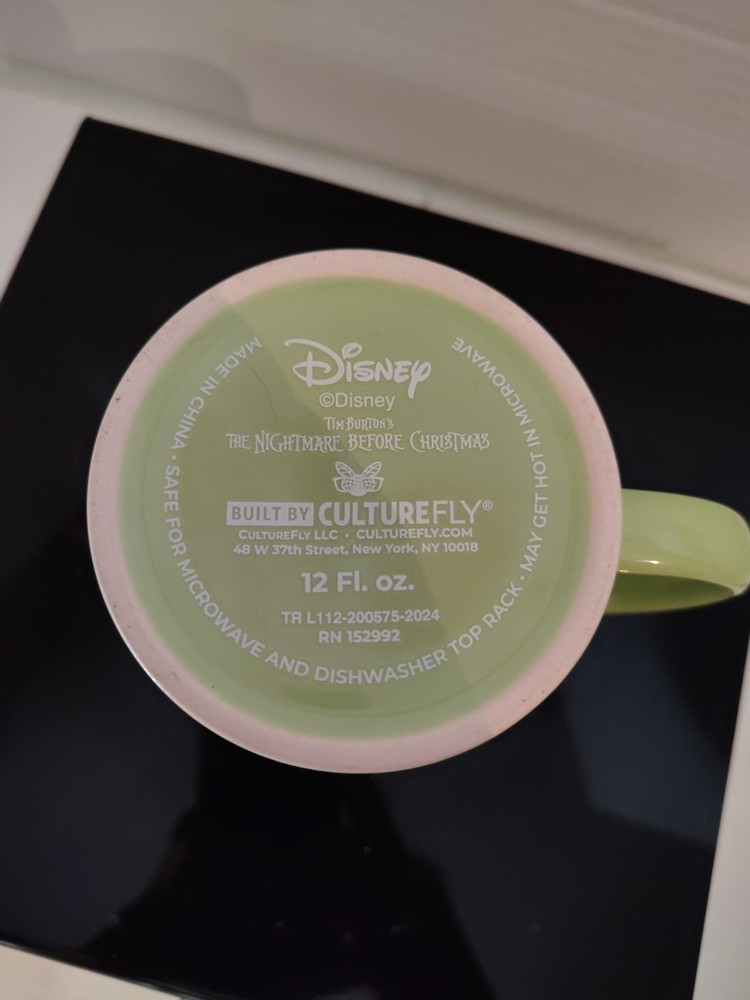 Disney
©Disney
TIM BURTON'S
THE NIGHTMARE BEFORE CHRISTMAS
BUILT BY CULTUREFLY®
CULTUREFLY LLC • CULTUREFLY.COM
48 W 37th Street, New York, NY 10018
12 Fl. oz.
TR L112-200575-2024
RN 152992
MADE IN CHINA • SAFE FOR MICROWAVE AND DISHWASHER TOP RACK • MAY GET HOT IN MICROWAVE